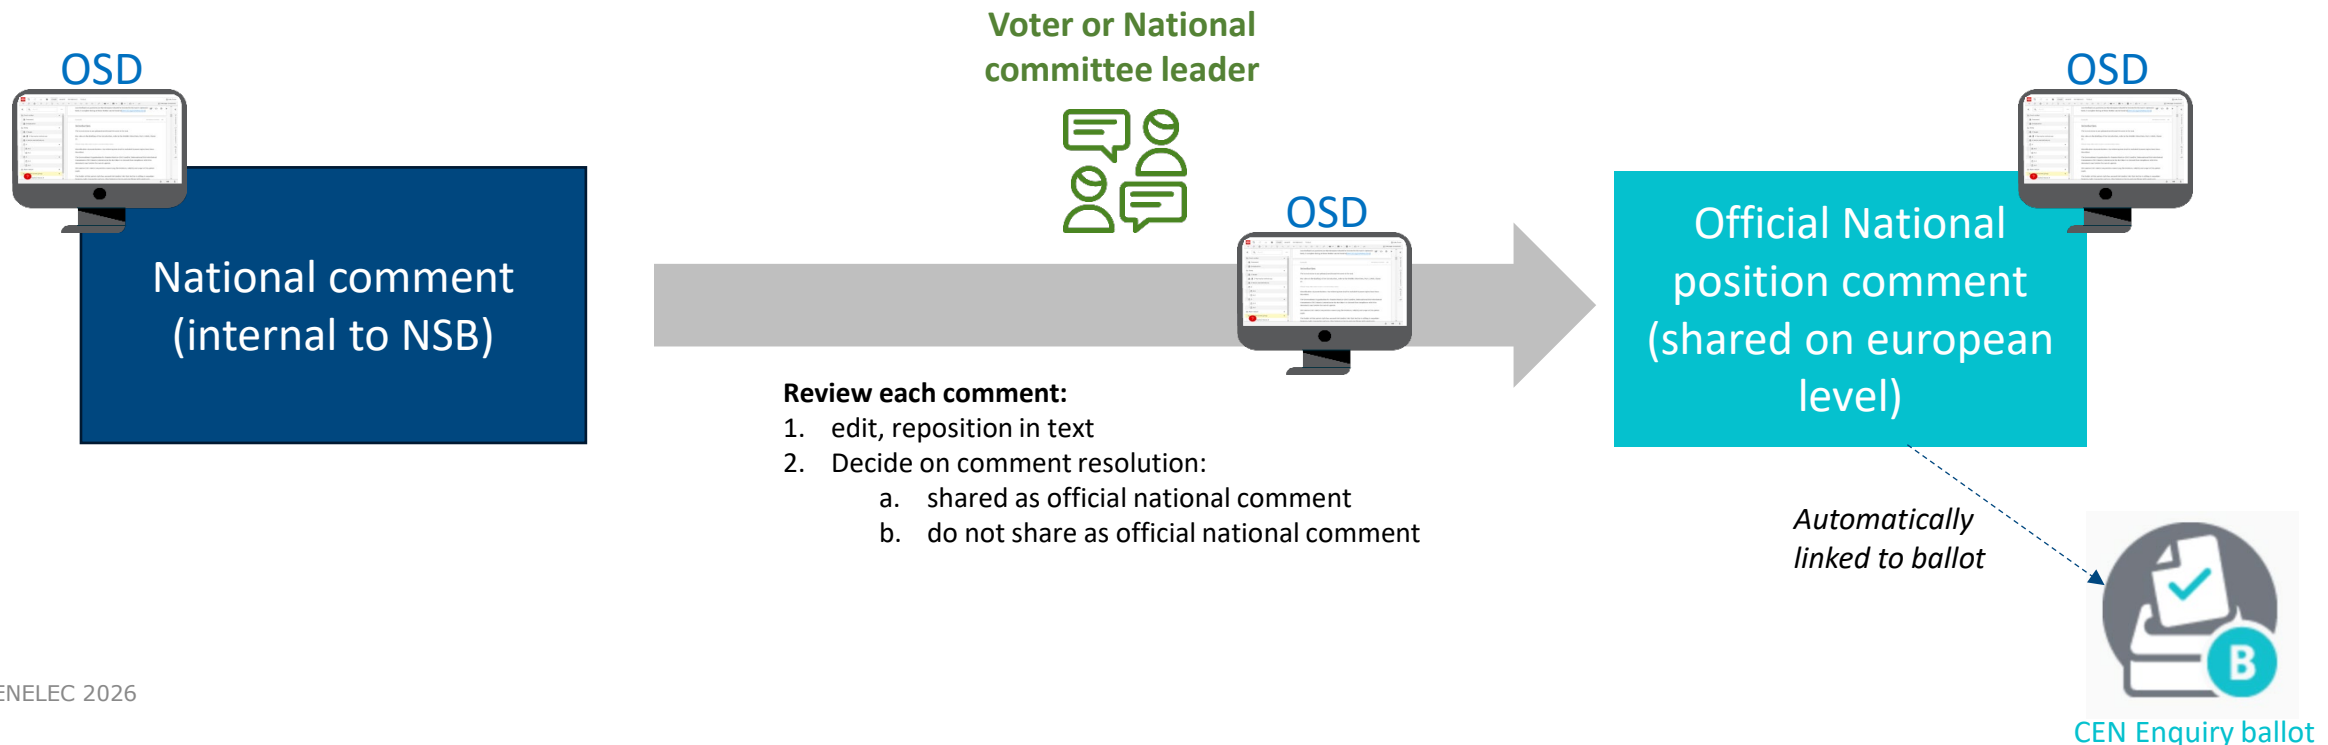 Voter or National
committee leader
OSD
OSD
OSD
National comment
(internal to NSB)
Official National
position comment
(shared on european
level)
Review each comment:
1. edit, reposition in text
2. Decide on comment resolution:
a. shared as official national comment
b. do not share as official national comment
Automatically
linked to ballot
B
ENELEC 2026
CEN Enquiry ballot